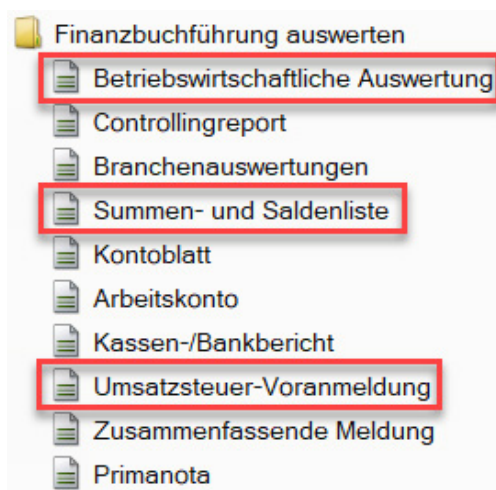 Finanzbuchführung auswerten
Betriebswirtschaftliche Auswertung
Controllingreport
Branchenauswertungen
Summen- und Saldenliste
Kontoblatt
Arbeitskonto
Kassen-/Bankbericht
Umsatzsteuer-Voranmeldung
Zusammenfassende Meldung
Primanota